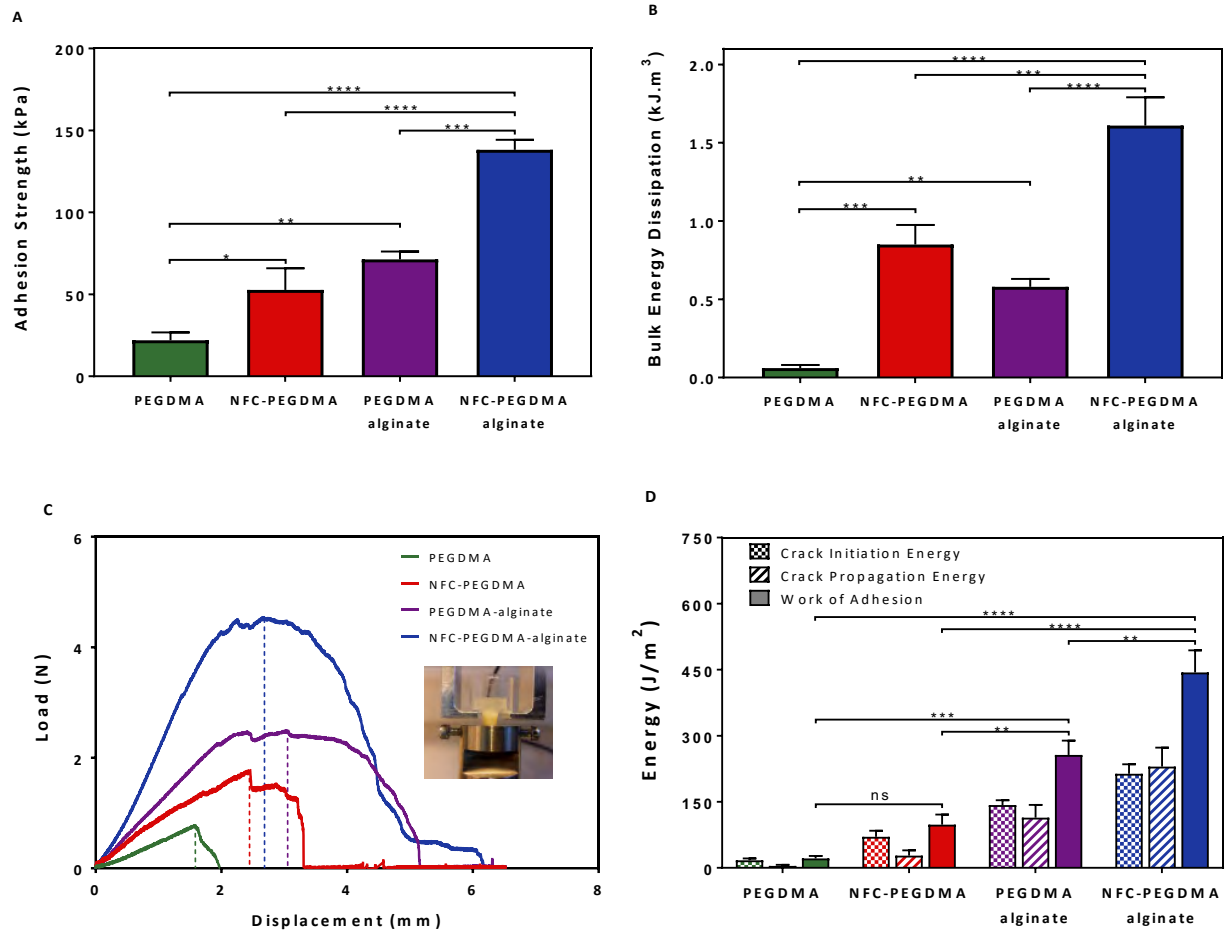 A
Adhesion Strength (kPa)
200
150
100
50
0
****
****
***
**
*
PEGDMA
NFC-PEGDMA
PEGDMA
alginate
NFC-PEGDMA
alginate
B
Bulk Energy Dissipation (kJ.m³)
2.0
1.5
1.0
0.5
0.0
****
***
****
**
***
PEGDMA
NFC-PEGDMA
PEGDMA
alginate
NFC-PEGDMA
alginate
C
Load (N)
6
4
2
0
PEGDMA
NFC-PEGDMA
PEGDMA-alginate
NFC-PEGDMA-alginate
0
2
4
6
8
Displacement (mm)
D
Energy (J/m²)
750
600
450
300
150
0
Crack Initiation Energy
Crack Propagation Energy
Work of Adhesion
****
****
**
***
**
ns
PEGDMA
NFC-PEGDMA
PEGDMA
alginate
NFC-PEGDMA
alginate